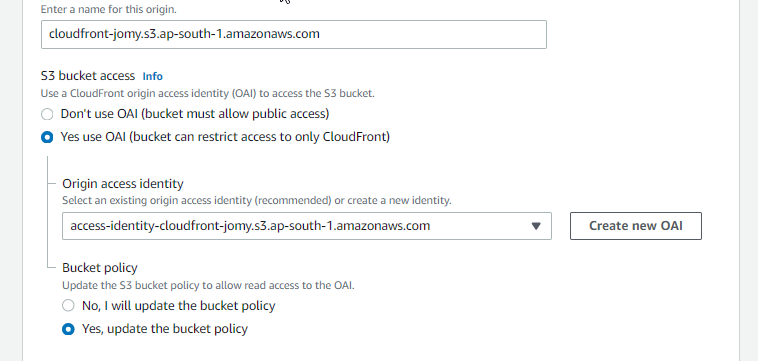 Enter a name for this origin.
cloudfront-jomy.s3.ap-south-1.amazonaws.com
S3 bucket access Info
Use a CloudFront origin access identity (OAI) to access the S3 bucket.
Don't use OAI (bucket must allow public access)
Yes use OAI (bucket can restrict access to only CloudFront)
Origin access identity
Select an existing origin access identity (recommended) or create a new identity.
access-identity-cloudfront-jomy.s3.ap-south-1.amazonaws.com
Create new OAI
Bucket policy
Update the S3 bucket policy to allow read access to the OAI.
No, I will update the bucket policy
Yes, update the bucket policy